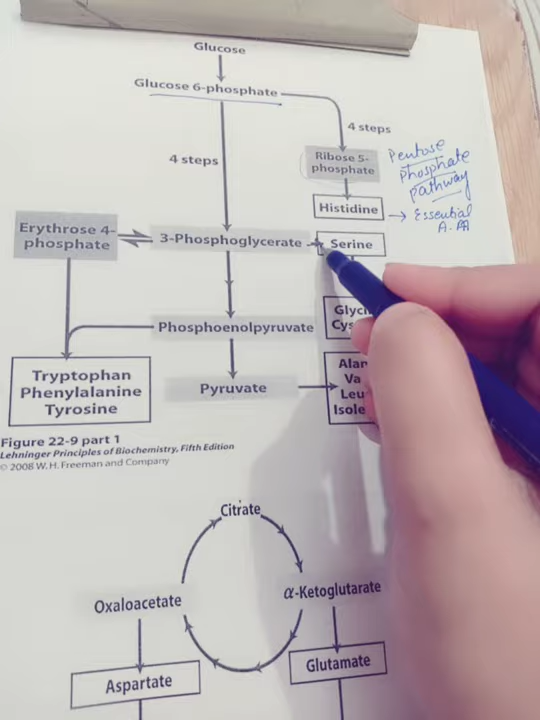 Glucose
Glucose 6-phosphate
4 steps
4 steps
Ribose 5-
phosphate
Pentose
Phosphate
pathway
Histidine
→ Essential
A.AA
Erythrose 4-
phosphate
3-Phosphoglycerate
Serine
Phosphoenolpyruvate
Tryptophan
Phenylalanine
Tyrosine
Pyruvate
Figure 22-9 part 1
Lehninger Principles of Biochemistry, Fifth Edition
© 2008 W. H. Freeman and Company
Citrate
Oxaloacetate
α-Ketoglutarate
Aspartate
Glutamate